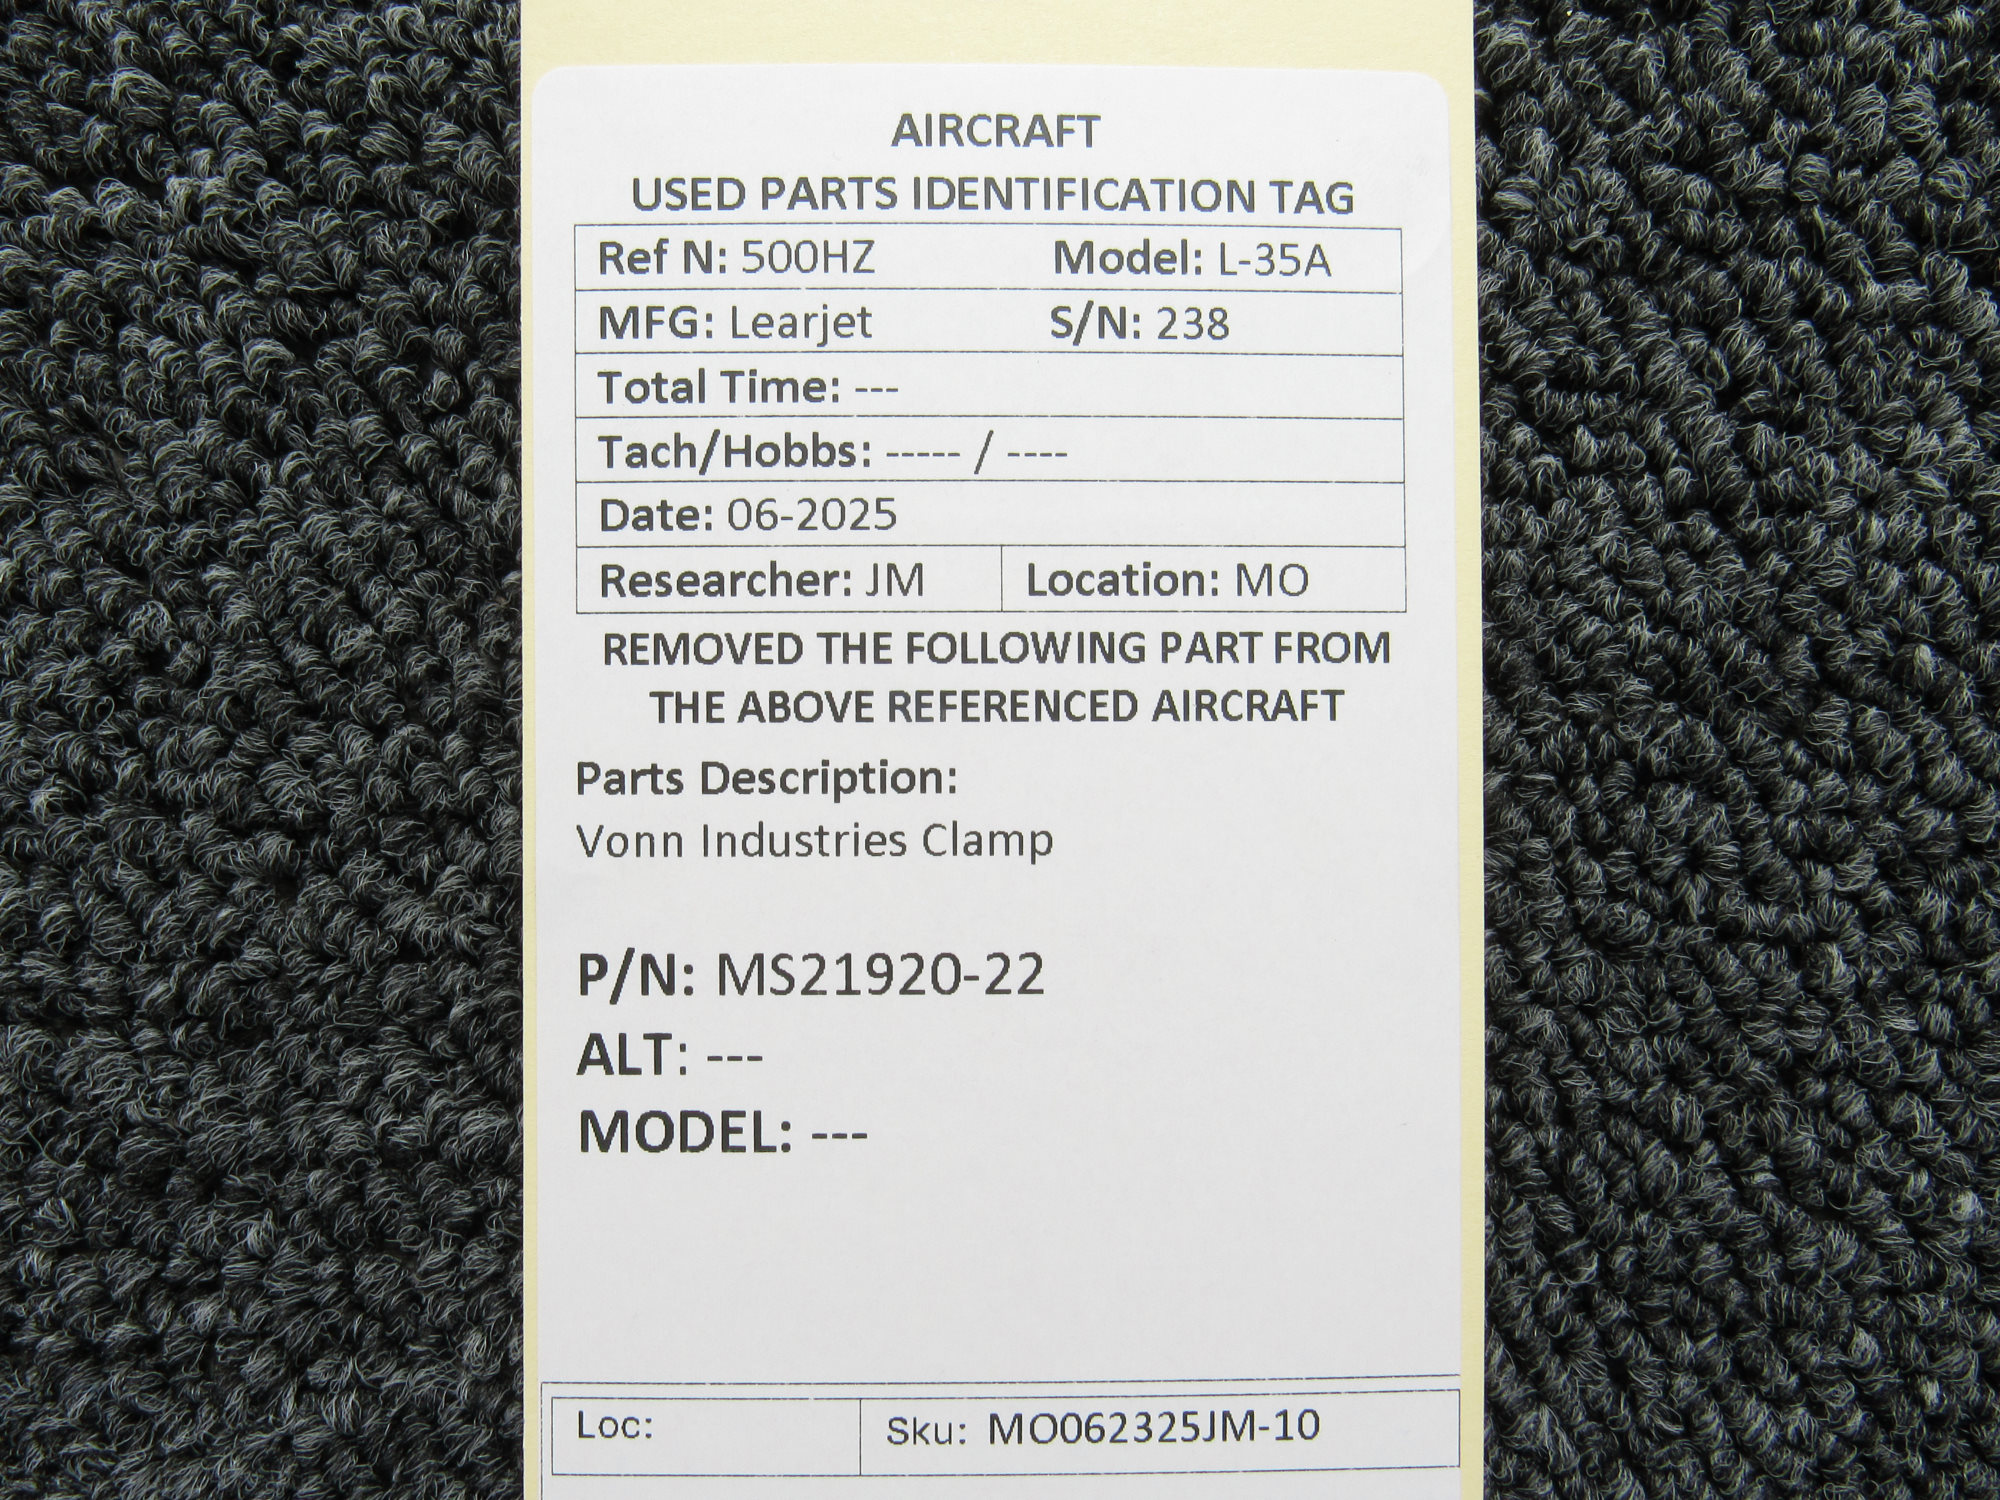 AIRCRAFT
USED PARTS IDENTIFICATION TAG
Ref N: 500HZ Model: L-35A
MFG: Learjet S/N: 238
Total Time: ---
Tach/Hobbs: ----- / ----
Date: 06-2025
Researcher: JM Location: MO
REMOVED THE FOLLOWING PART FROM
THE ABOVE REFERENCED AIRCRAFT
Parts Description:
Vonn Industries Clamp
P/N: MS21920-22
ALT: ---
MODEL: ---
Loc: Sku: MO062325JM-10